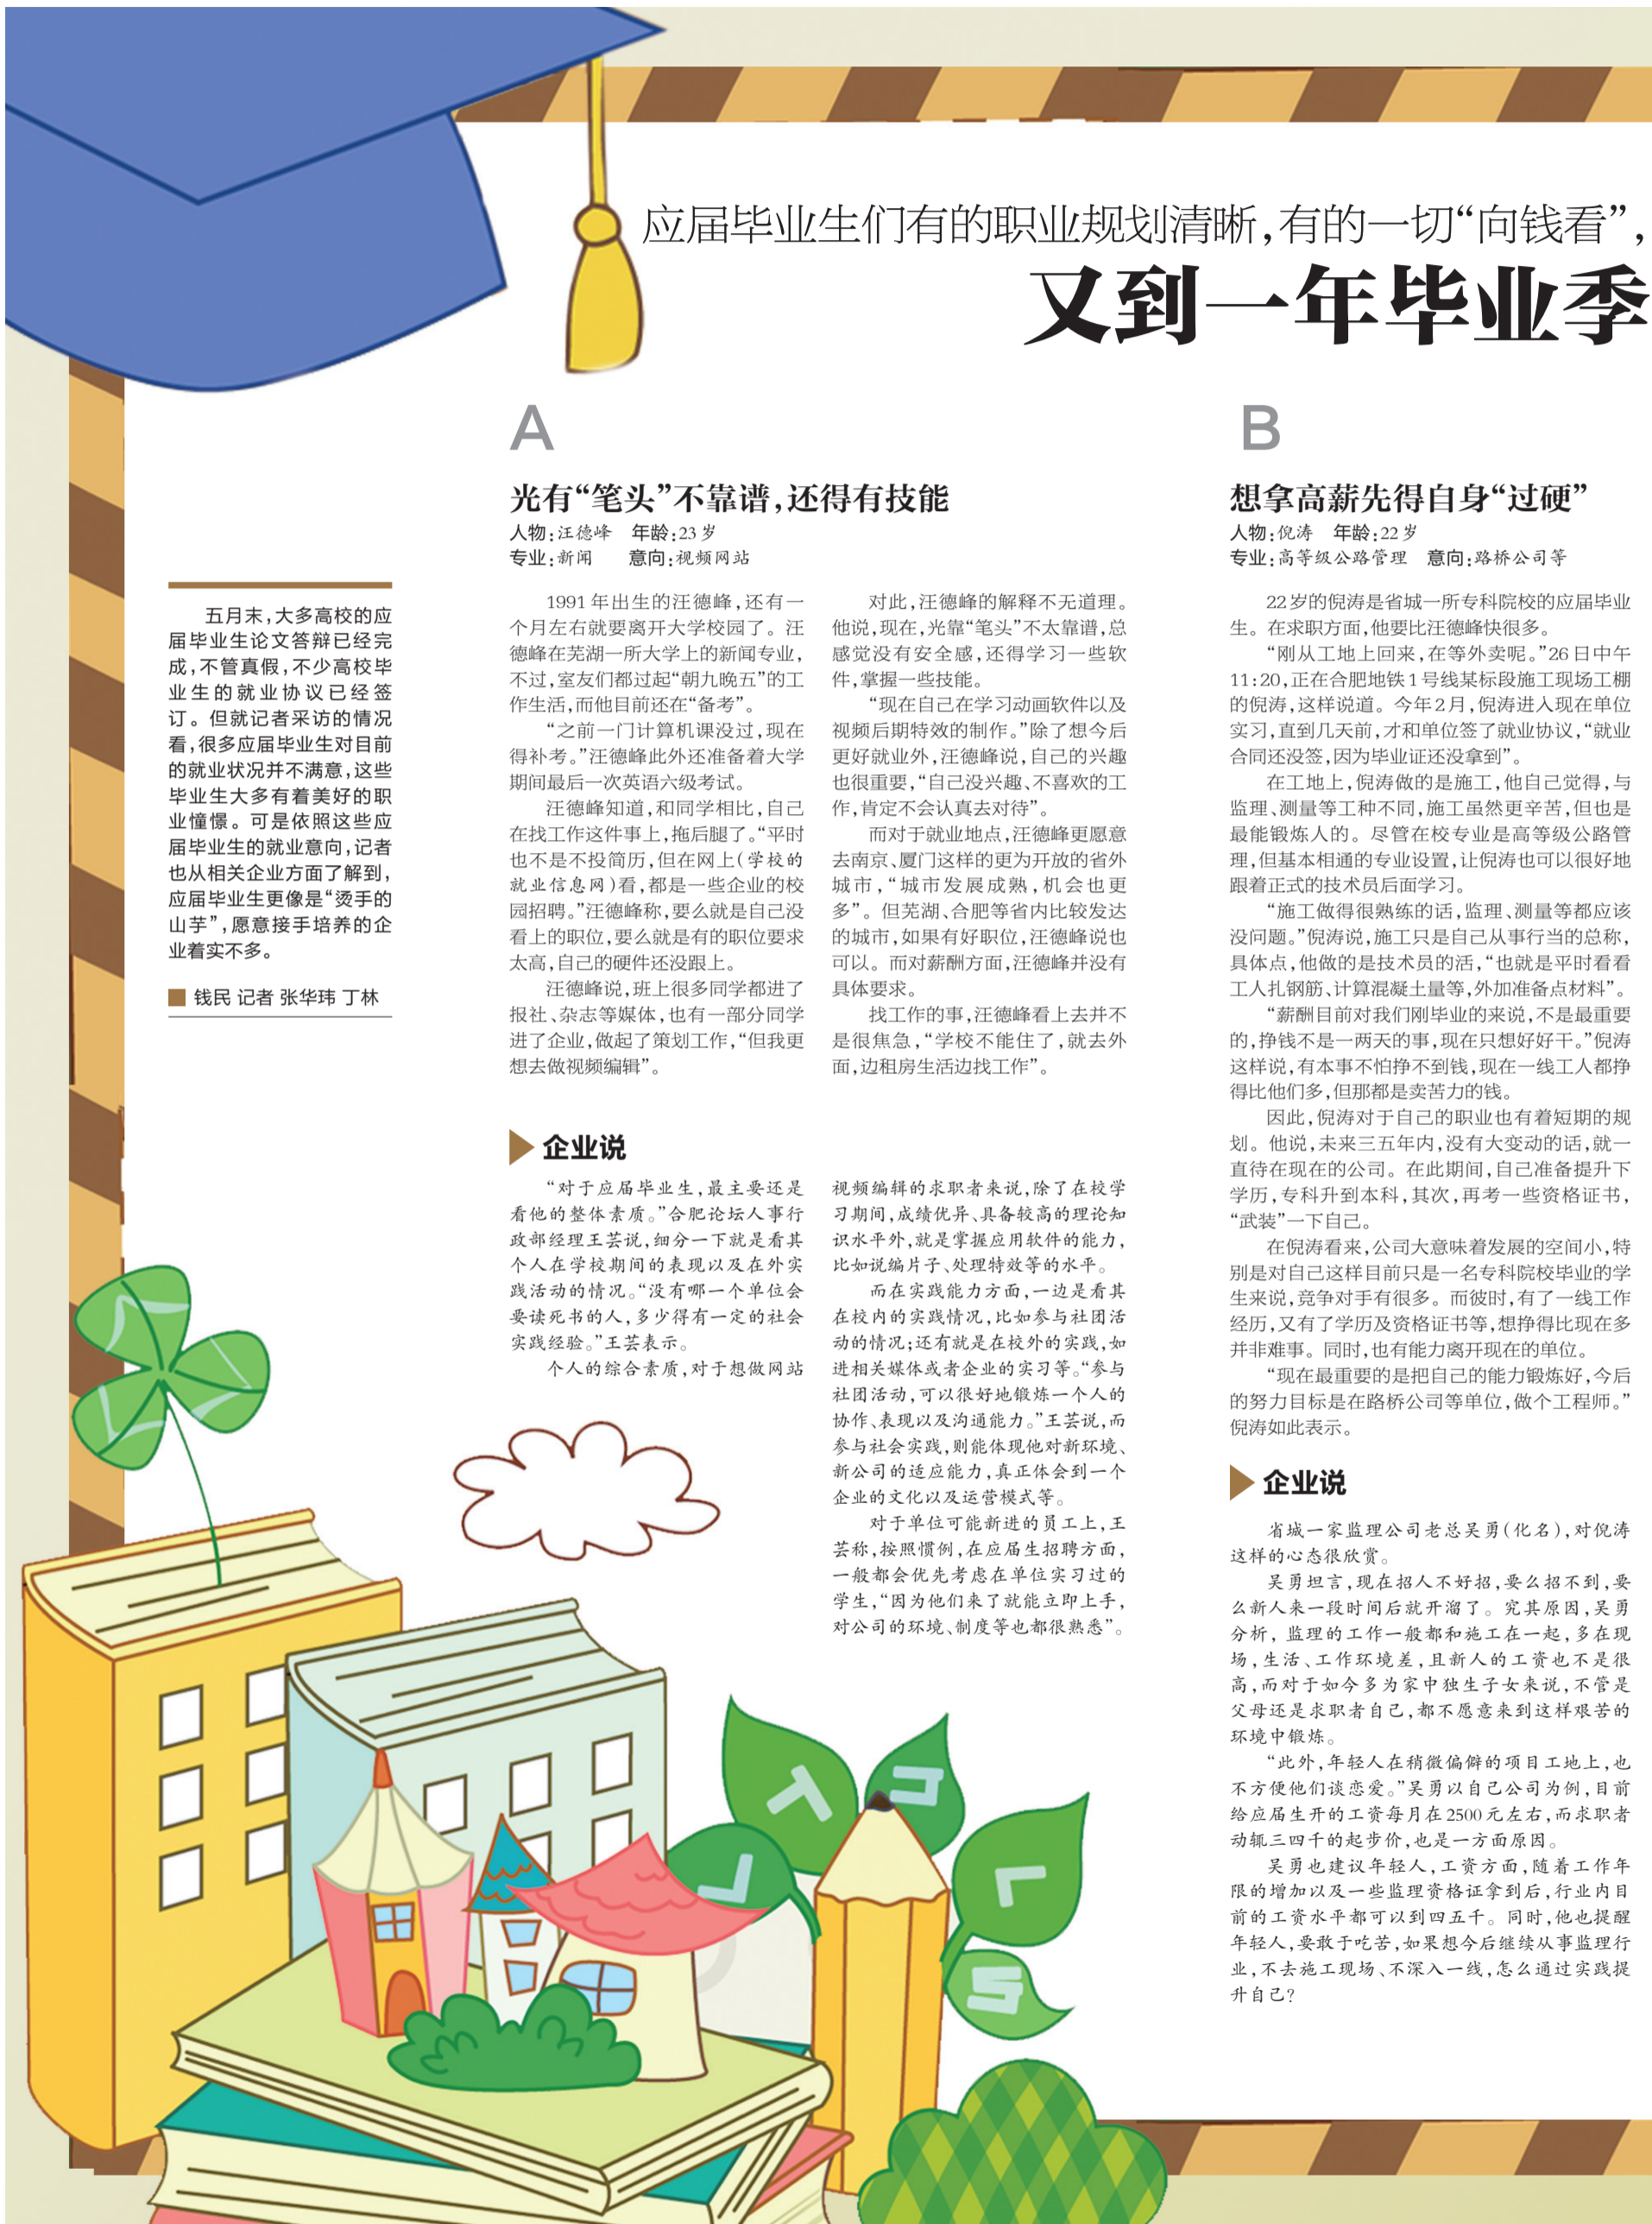 应届毕业生们有的职业规划清晰,有的一切“向钱看”,
又到一年毕业季
五月末,大多高校的应
届毕业生论文答辩已经完
成,不管真假,不少高校毕
业生的就业协议已经签
订。但就记者采访的情况
看,很多应届毕业生对目前
的就业状况并不满意,这些
毕业生大多有着美好的职
业憧憬。可是依照这些应
届毕业生的就业意向,记者
也从相关企业方面了解到,
应届毕业生更像是“烫手的
山芋”,愿意接手培养的企
业着实不多。
钱民 记者 张华玮 丁林
A
光有“笔头”不靠谱,还得有技能
人物:汪德峰 年龄:23岁
专业:新闻 意向:视频网站
1991年出生的汪德峰,还有一
个月左右就要离开大学校园了。汪
德峰在芜湖一所大学上的新闻专业,
不过,室友们都过起“朝九晚五”的工
作生活,而他目前还在“备考”。
“之前一门计算机课没过,现在
得补考。”汪德峰此外还准备着大学
期间最后一次英语六级考试。
汪德峰知道,和同学相比,自己
在找工作这件事上,拖后腿了。“平时
也不是不投简历,但在网上(学校的
就业信息网)看,都是一些企业的校
园招聘。”汪德峰称,要么就是自己没
看上的职位,要么就是有的职位要求
太高,自己的硬件还没跟上。
汪德峰说,班上很多同学都进了
报社、杂志等媒体,也有一部分同学
进了企业,做起了策划工作,“但我更
想去做视频编辑”。
对此,汪德峰的解释不无道理。
他说,现在,光靠“笔头”不太靠谱,总
感觉没有安全感,还得学习一些软
件,掌握一些技能。
“现在自己在学习动画软件以及
视频后期特效的制作。”除了想今后
更好就业外,汪德峰说,自己的兴趣
也很重要,“自己没兴趣、不喜欢的工
作,肯定不会认真去对待”。
而对于就业地点,汪德峰更愿意
去南京、厦门这样的更为开放的省外
城市,“城市发展成熟,机会也更
多”。但芜湖、合肥等省内比较发达
的城市,如果有好职位,汪德峰说也
可以。而对薪酬方面,汪德峰并没有
具体要求。
找工作的事,汪德峰看上去并不
是很焦急,“学校不能住了,就去外
面,边租房生活边找工作”。
企业说
“对于应届毕业生,最主要还是
看他的整体素质。”合肥论坛人事行
政部经理王芸说,细分一下就是看其
个人在学校期间的表现以及在外实
践活动的情况。“没有哪一个单位会
要读死书的人,多少得有一定的社会
实践经验。”王芸表示。
个人的综合素质,对于想做网站
视频编辑的求职者来说,除了在校学
习期间,成绩优异、具备较高的理论知
识水平外,就是掌握应用软件的能力,
比如说编片子、处理特效等的水平。
而在实践能力方面,一边是看其
在校内的实践情况,比如参与社团活
动的情况;还有就是在校外的实践,如
进相关媒体或者企业的实习等。“参与
社团活动,可以很好地锻炼一个人的
协作、表现以及沟通能力。”王芸说,而
参与社会实践,则能体现他对新环境、
新公司的适应能力,真正体会到一个
企业的文化以及运营模式等。
对于单位可能新进的员工上,王
芸称,按照惯例,在应届生招聘方面,
一般都会优先考虑在单位实习过的
学生,“因为他们来了就能立即上手,
对公司的环境、制度等也都很熟悉”。
B
想拿高薪先得自身“过硬”
人物:倪涛 年龄:22岁
专业:高等级公路管理 意向:路桥公司等
22岁的倪涛是省城一所专科院校的应届毕业
生。在求职方面,他要比汪德峰快很多。
“刚从工地上回来,在等外卖呢。”26日中午
11:20,正在合肥地铁1号线某标段施工现场工棚
的倪涛,这样说道。今年2月,倪涛进入现在单位
实习,直到几天前,才和单位签了就业协议,“就业
合同还没签,因为毕业证还没拿到”。
在工地上,倪涛做的是施工,他自己觉得,与
监理、测量等工种不同,施工虽然更辛苦,但也是
最能锻炼人的。尽管在校专业是高等级公路管
理,但基本相通的专业设置,让倪涛也可以很好地
跟着正式的技术员后面学习。
“施工做得很熟练的话,监理、测量等都应该
没问题。”倪涛说,施工只是自己从事行当的总称,
具体点,他做的是技术员的活,“也就是平时看看
工人扎钢筋、计算混凝土量等,外加准备点材料”。
“薪酬目前对我们刚毕业的来说,不是最重要
的,挣钱不是一两天的事,现在只想好好干。”倪涛
这样说,有本事不怕挣不到钱,现在一线工人都挣
得比他们多,但那都是卖苦力的钱。
因此,倪涛对于自己的职业也有着短期的规
划。他说,未来三五年内,没有大变动的话,就一
直待在现在的公司。在此期间,自己准备提升下
学历,专科升到本科,其次,再考一些资格证书,
“武装”一下自己。
在倪涛看来,公司大意味着发展的空间小,特
别是对自己这样目前只是一名专科院校毕业的学
生来说,竞争对手有很多。而彼时,有了一线工作
经历,又有了学历及资格证书等,想挣得比现在多
并非难事。同时,也有能力离开现在的单位。
“现在最重要的是把自己的能力锻炼好,今后
的努力目标是在路桥公司等单位,做个工程师。”
倪涛如此表示。
企业说
省城一家监理公司老总吴勇(化名),对倪涛
这样的心态很欣赏。
吴勇坦言,现在招人不好招,要么招不到,要
么新人来一段时间后就开溜了。究其原因,吴勇
分析,监理的工作一般都和施工在一起,多在现
场,生活、工作环境差,且新人的工资也不是很
高,而对于如今多为家中独生子女来说,不管是
父母还是求职者自己,都不愿意来到这样艰苦的
环境中锻炼。
“此外,年轻人在稍微偏僻的项目工地上,也
不方便他们谈恋爱。”吴勇以自己公司为例,目前
给应届生开的工资每月在2500元左右,而求职者
动辄三四千的起步价,也是一方面原因。
吴勇也建议年轻人,工资方面,随着工作年
限的增加以及一些监理资格证拿到后,行业内目
前的工资水平都可以到四五千。同时,他也提醒
年轻人,要敢于吃苦,如果想今后继续从事监理行
业,不去施工现场、不深入一线,怎么通过实践提
升自己?